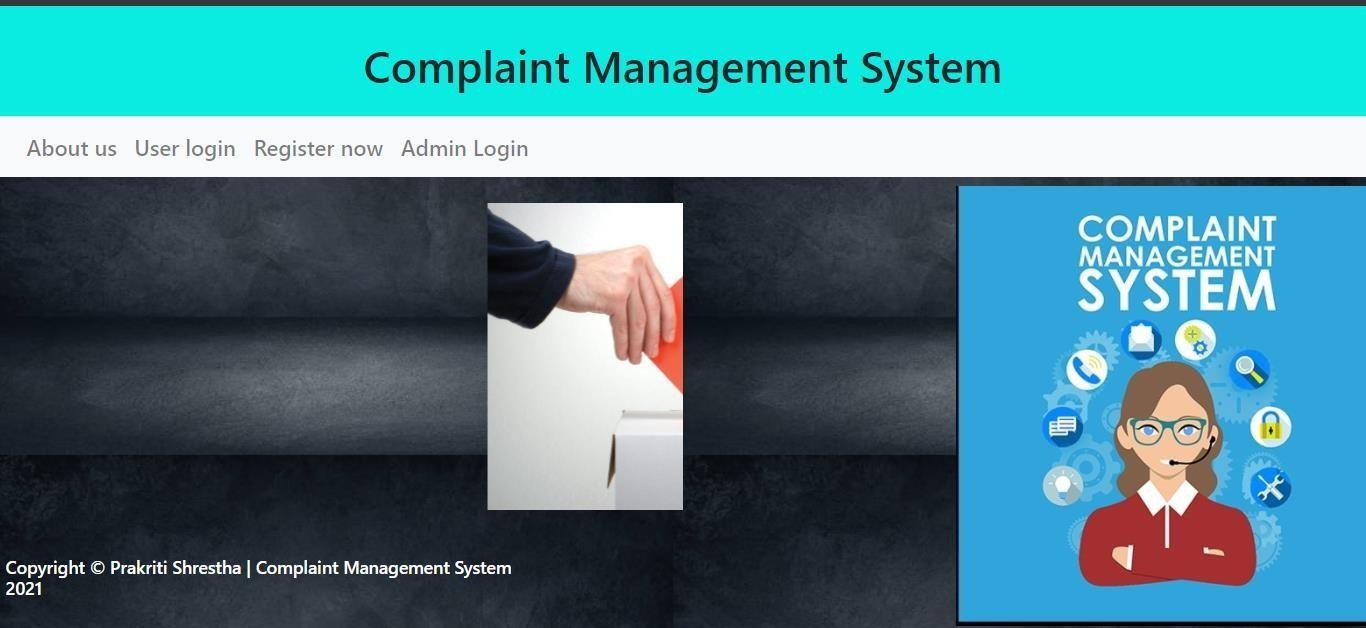 Complaint Management System
About us User login Register now Admin Login
COMPLAINT
MANAGEMENT
SYSTEM
Copyright © Prakriti Shrestha | Complaint Management System
2021